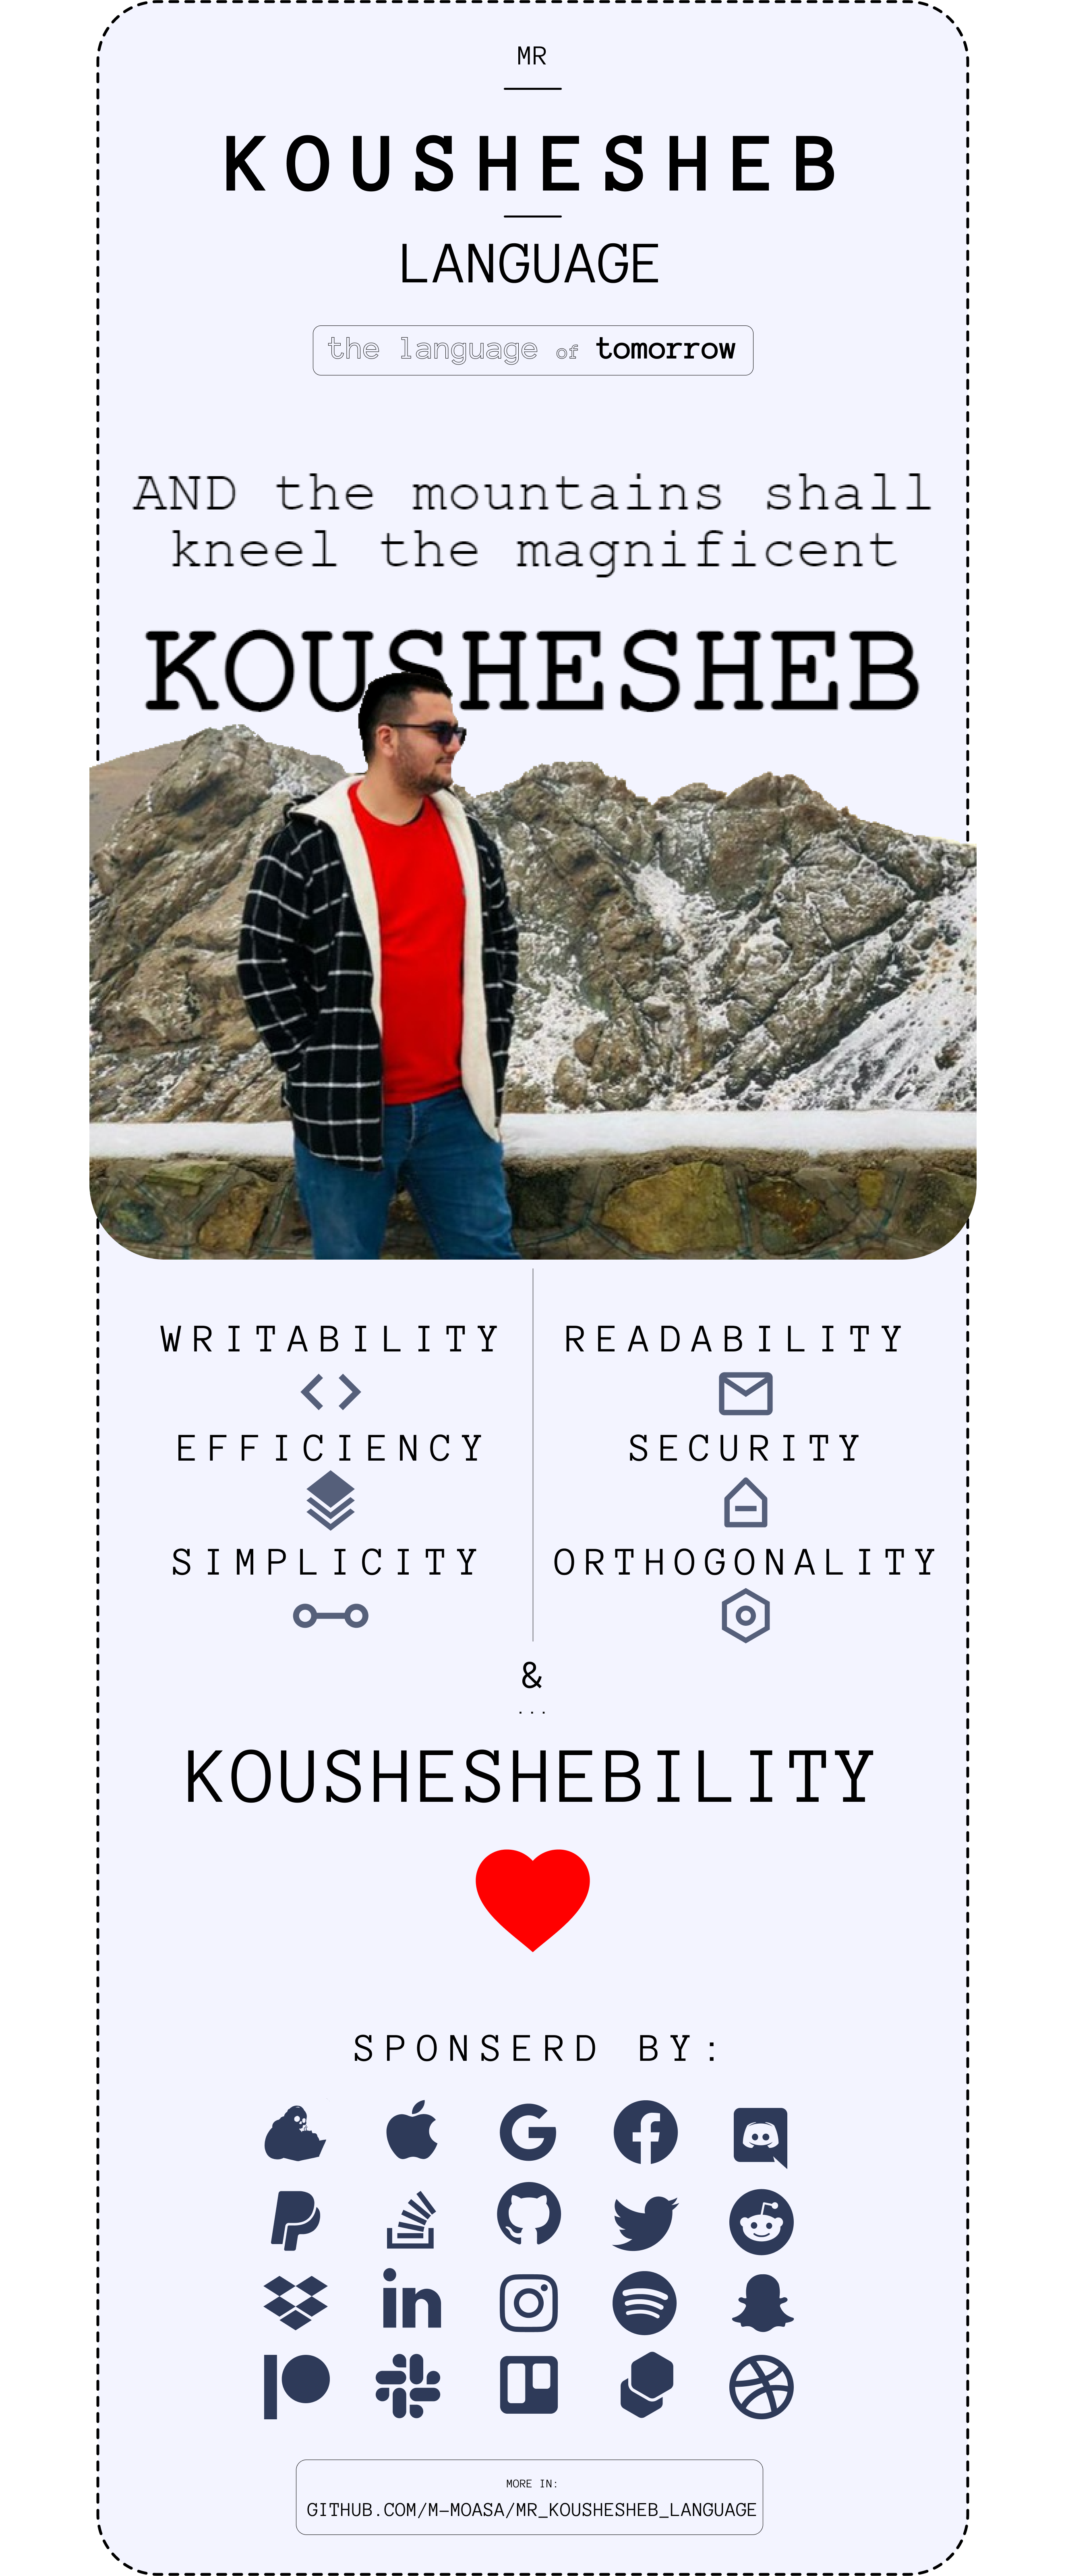 MR
KOUSHESHEB
LANGUAGE
the language of tomorrow
AND the mountains shall
kneel the magnificent
KOUSHESHEB
WRITABILITY
READABILITY
EFFICIENCY
SECURITY
SIMPLICITY
ORTHOGONALITY
&
...
KOUSHESHEBILITY
SPONSERD BY:
MORE IN:
GITHUB.COM/M-MOASA/MR_KOUSHESHEB_LANGUAGE